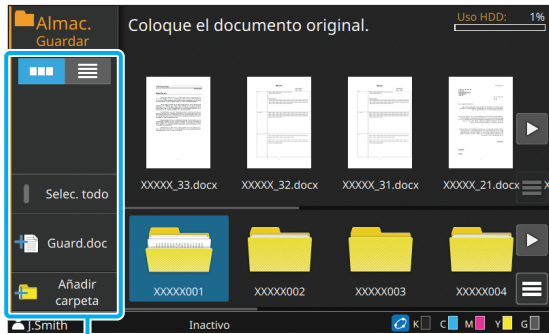 Almac.
Guardar
Coloque el documento original.
Uso HDD: 1%
XXXXX_33.docx
XXXXX_32.docx
XXXXX_31.docx
XXXXX_21.docx
X
Selec. todo
Guard.doc
Añadir
carpeta
XXXXX001
XXXXX002
XXXXX003
XXXXX004
J.Smith
Inactivo
K
C
M
Y
G